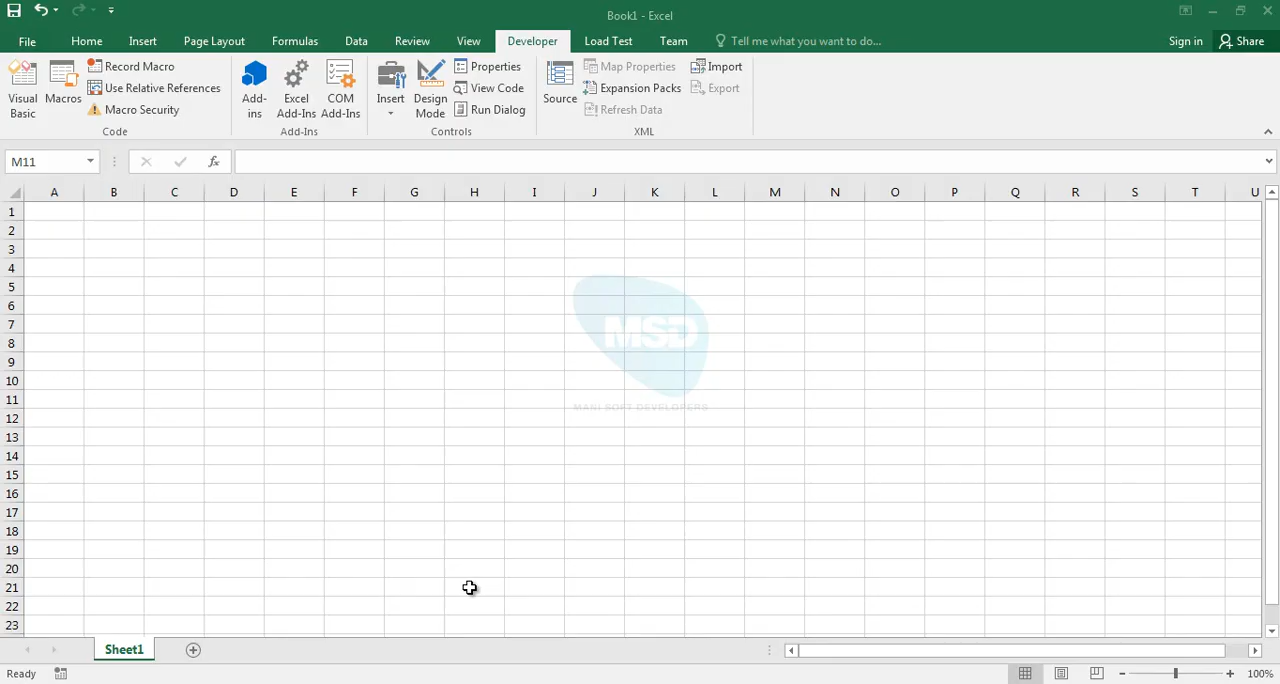 Book1 - Excel
File Home Insert Page Layout Formulas Data Review View Developer Load Test Team Tell me what you want to do... Sign in Share
Visual Basic
Macros
Record Macro
Use Relative References
Macro Security
Code
Add-ins
Excel Add-Ins
COM Add-Ins
Add-Ins
Insert
Design Mode
Properties
View Code
Run Dialog
Controls
Source
Map Properties
Expansion Packs
Refresh Data
Import
Export
XML
M11 fx
A B C D E F G H I J K L M N O P Q R S T U
1
2
3
4
5
6
7
8
9
10
11
12
13
14
15
16
17
18
19
20
21
22
23
MSD
MANI SOFT DEVELOPERS
Sheet1
Ready 100%